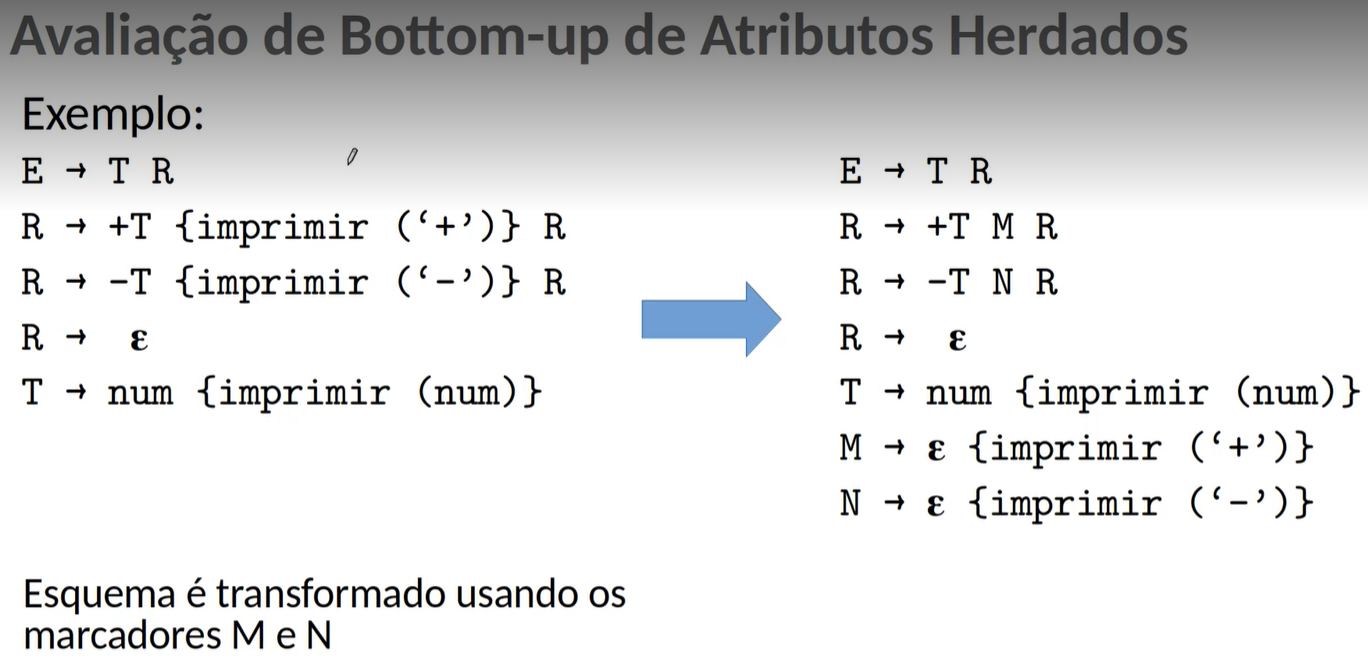 Avaliação de Bottom-up de Atributos Herdados
Exemplo:
E → T R
R → +T {imprimir (‘+’)} R
R → -T {imprimir (‘-’)} R
R → ε
T → num {imprimir (num)}
E → T R
R → +T M R
R → -T N R
R → ε
T → num {imprimir (num)}
M → ε {imprimir (‘+’)}
N → ε {imprimir (‘-’)}
Esquema é transformado usando os
marcadores M e N